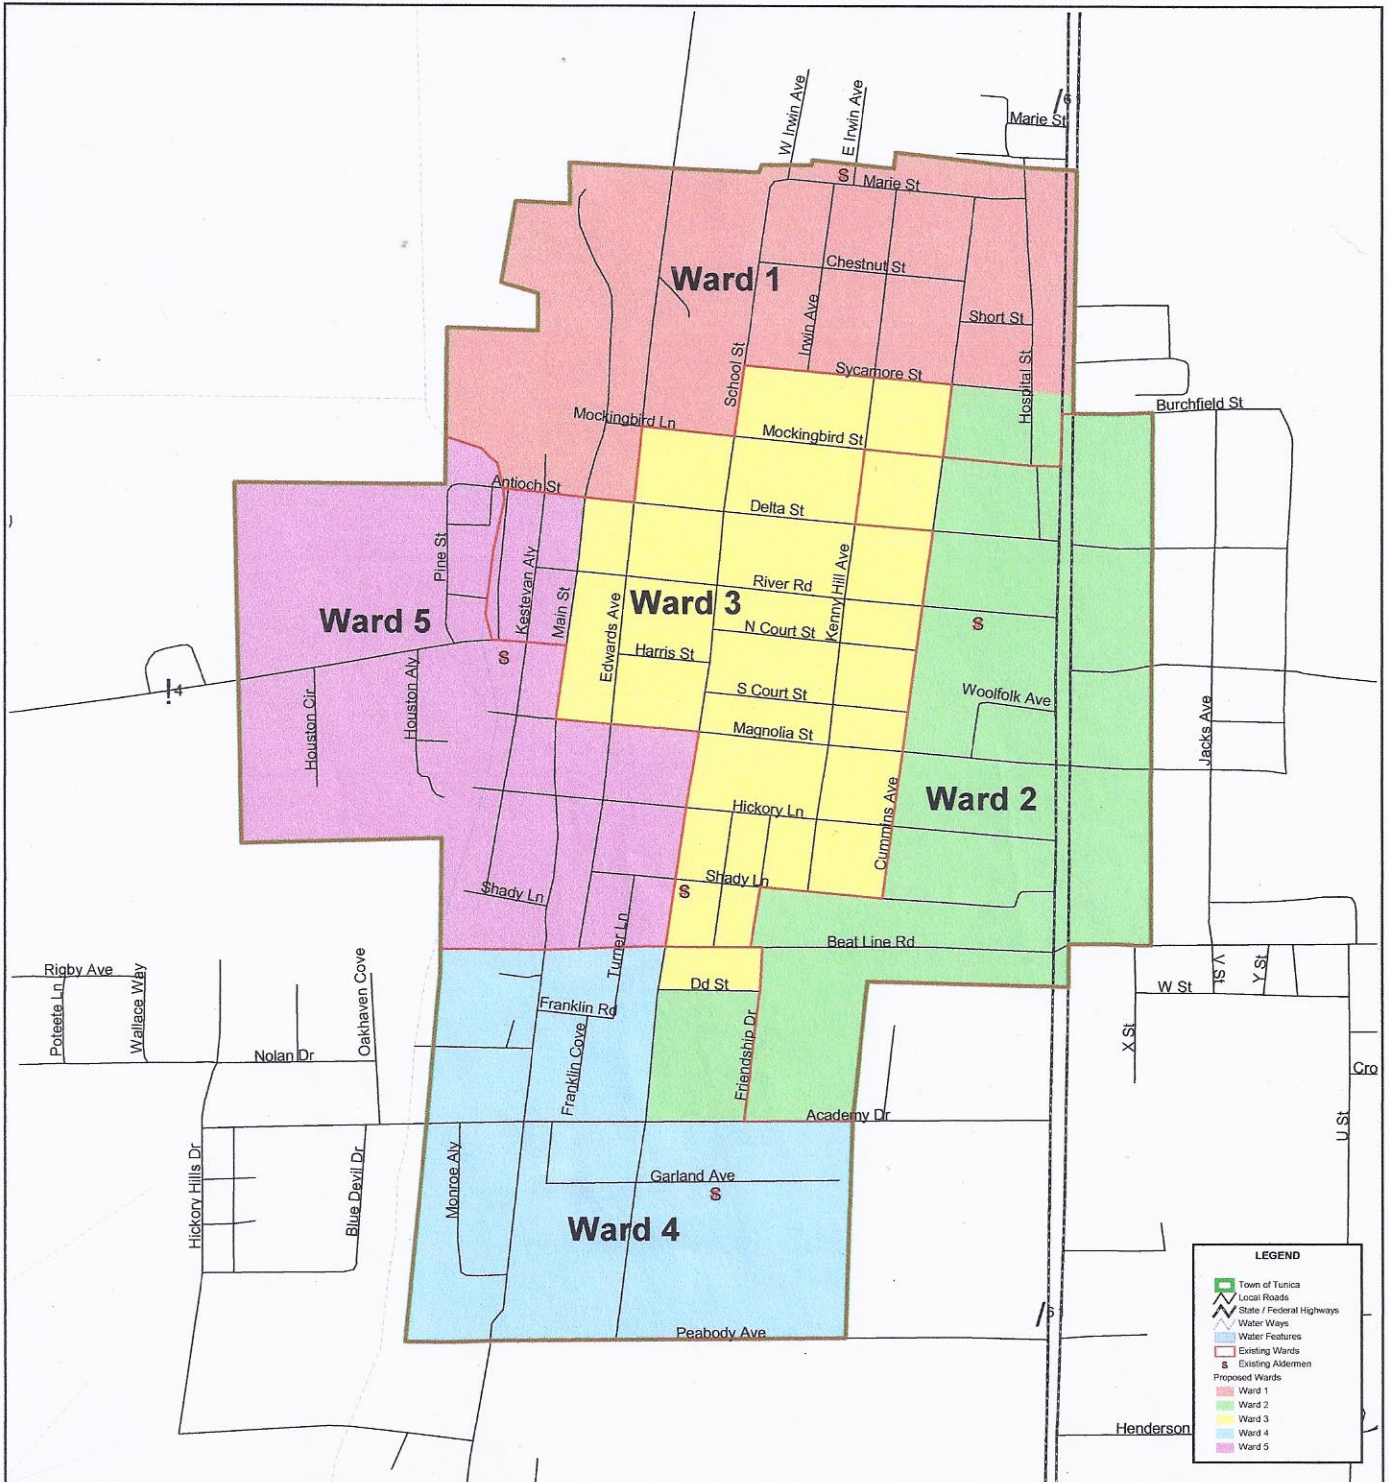 W Irwin Ave
E Irwin Ave
Marie St
S
Marie St
Ward 1
Chestnut St
Irwin Ave
Short St
School St
Sycamore St
Hospital St
Burchfield St
Mockingbird Ln
Mockingbird St
Antioch St
Delta St
Pine St
Kestevan Aly
Main St
River Rd
Kenny Hill Ave
Ward 5
Ward 3
Edwards Ave
N Court St
S
S
Harris St
Houston Aly
S Court St
Woolfolk Ave
4
Houston Cir
Magnolia St
Jacks Ave
Hickory Ln
Ward 2
Cummins Ave
Shady Ln
S
Shady Ln
Turner Ln
Beat Line Rd
Rigby Ave
Poteete Ln
Wallace Way
Oakhaven Cove
Dd St
V St
Y St
W St
Franklin Rd
Friendship Dr
X St
Nolan Dr
Franklin Cove
Cro
Academy Dr
U St
Hickory Hills Dr
Blue Devil Dr
Monroe Aly
Garland Ave
S
Ward 4
Peabody Ave
Henderson
LEGEND
Town of Tunica
Local Roads
State / Federal Highways
Water Ways
Water Features
Existing Wards
S Existing Aldermen
Proposed Wards
Ward 1
Ward 2
Ward 3
Ward 4
Ward 5